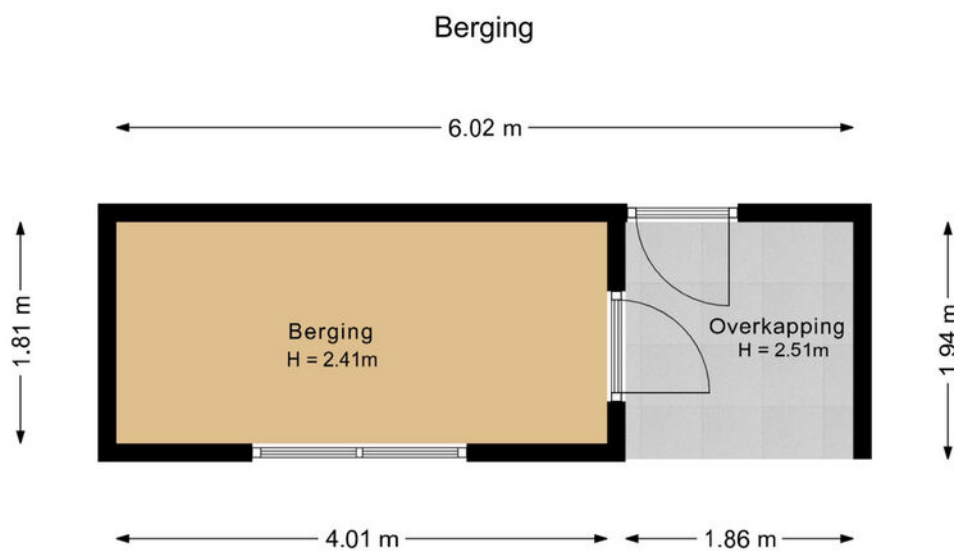 Berging
6.02 m
1.81 m
Berging
H = 2.41m
Overkapping
H = 2.51m
1.94 m
4.01 m
1.86 m